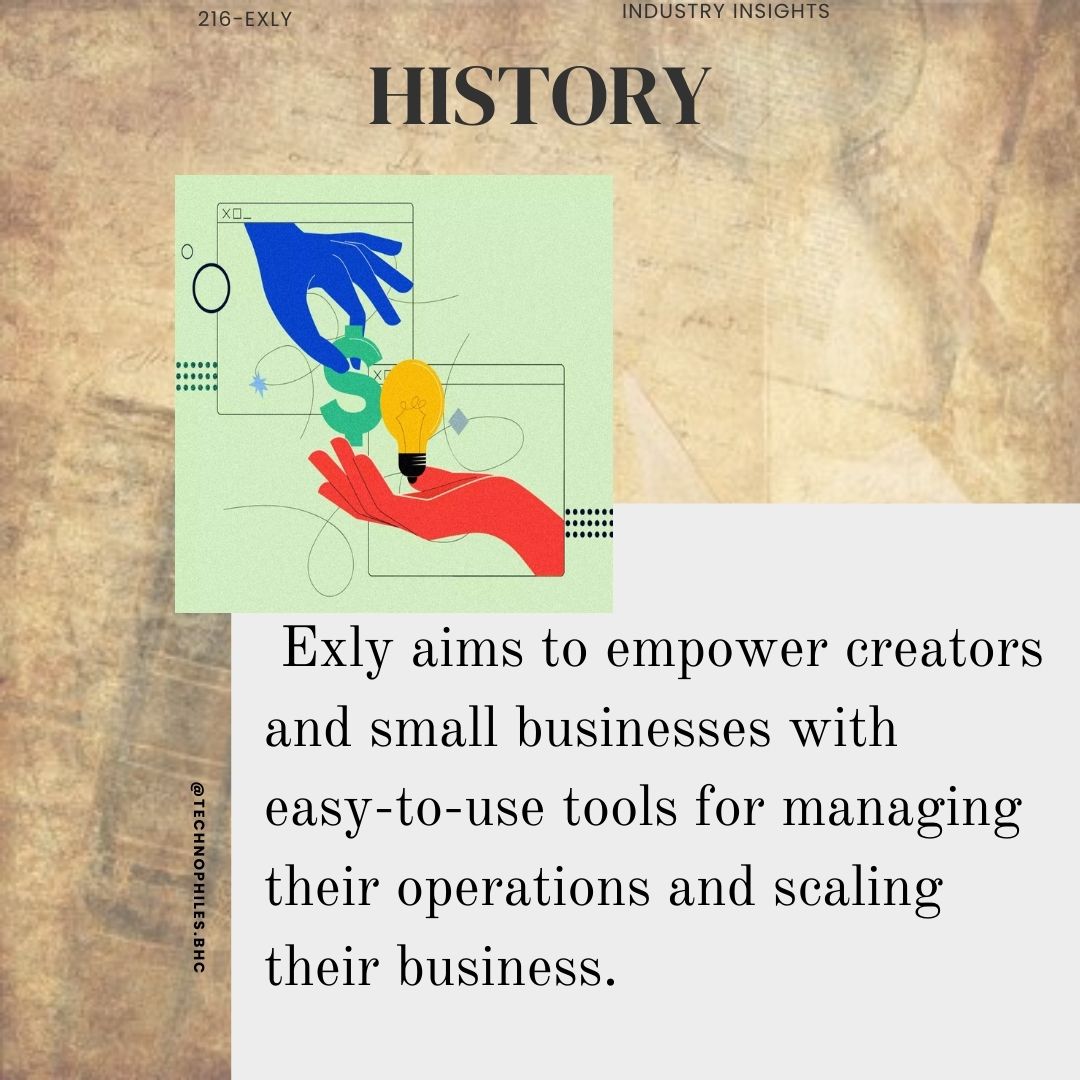 216-EXLY
INDUSTRY INSIGHTS
HISTORY
Exly aims to empower creators
and small businesses with
easy-to-use tools for managing
their operations and scaling
their business.
@TECHNOPHILES.BHC